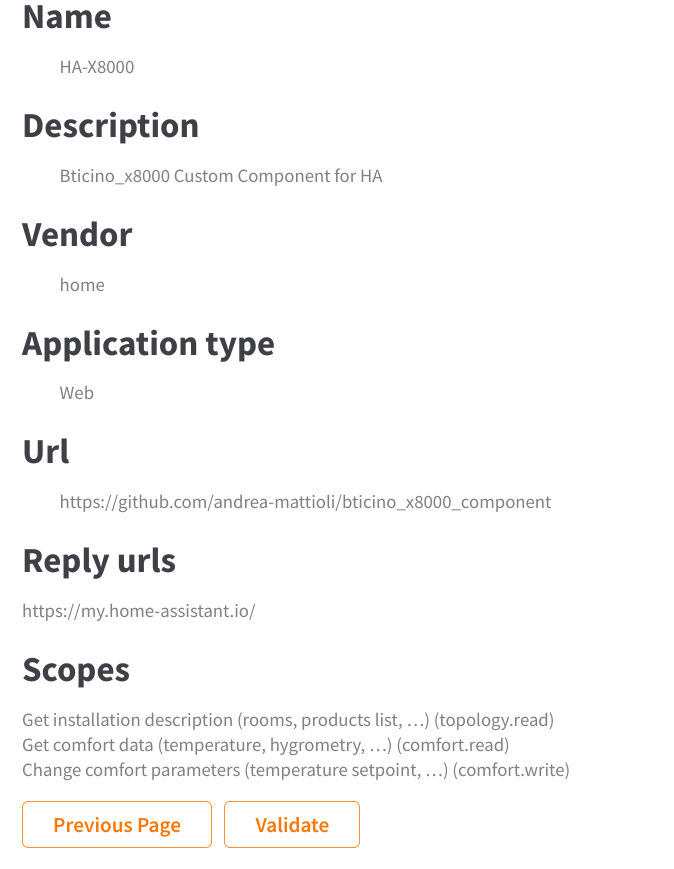 Name
HA-X8000
Description
Bticino_x8000 Custom Component for HA
Vendor
home
Application type
Web
Url
https://github.com/andrea-mattioli/bticino_x8000_component
Reply urls
https://my.home-assistant.io/
Scopes
Get installation description (rooms, products list, …) (topology.read)
Get comfort data (temperature, hygrometry, …) (comfort.read)
Change comfort parameters (temperature setpoint, …) (comfort.write)
Previous Page
Validate